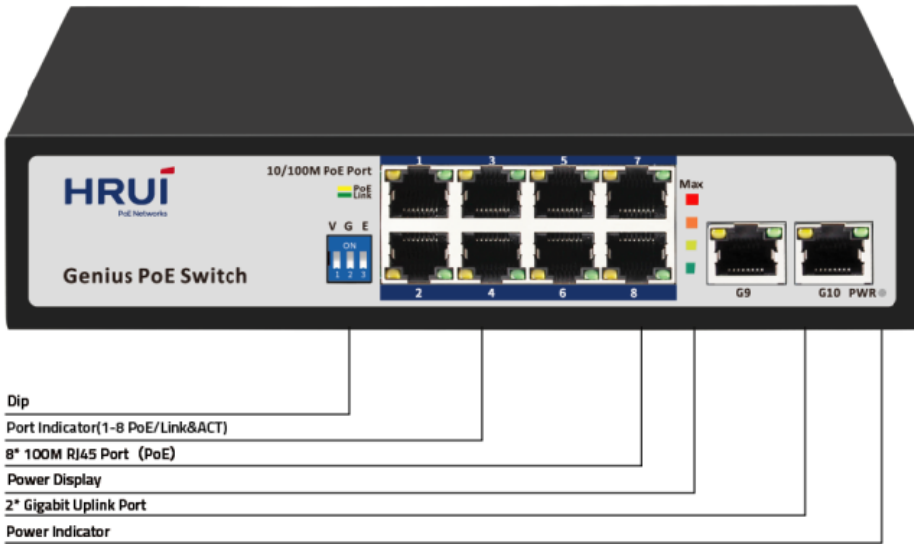 HRUI
PoE Networks
Genius PoE Switch
10/100M PoE Port
PoE
Link
V G E
ON
1 2 3
1 3 5 7
2 4 6 8
Max
G9
G10 PWR
Dip
Port Indicator(1-8 PoE/Link&ACT)
8* 100M RJ45 Port (PoE)
Power Display
2* Gigabit Uplink Port
Power Indicator